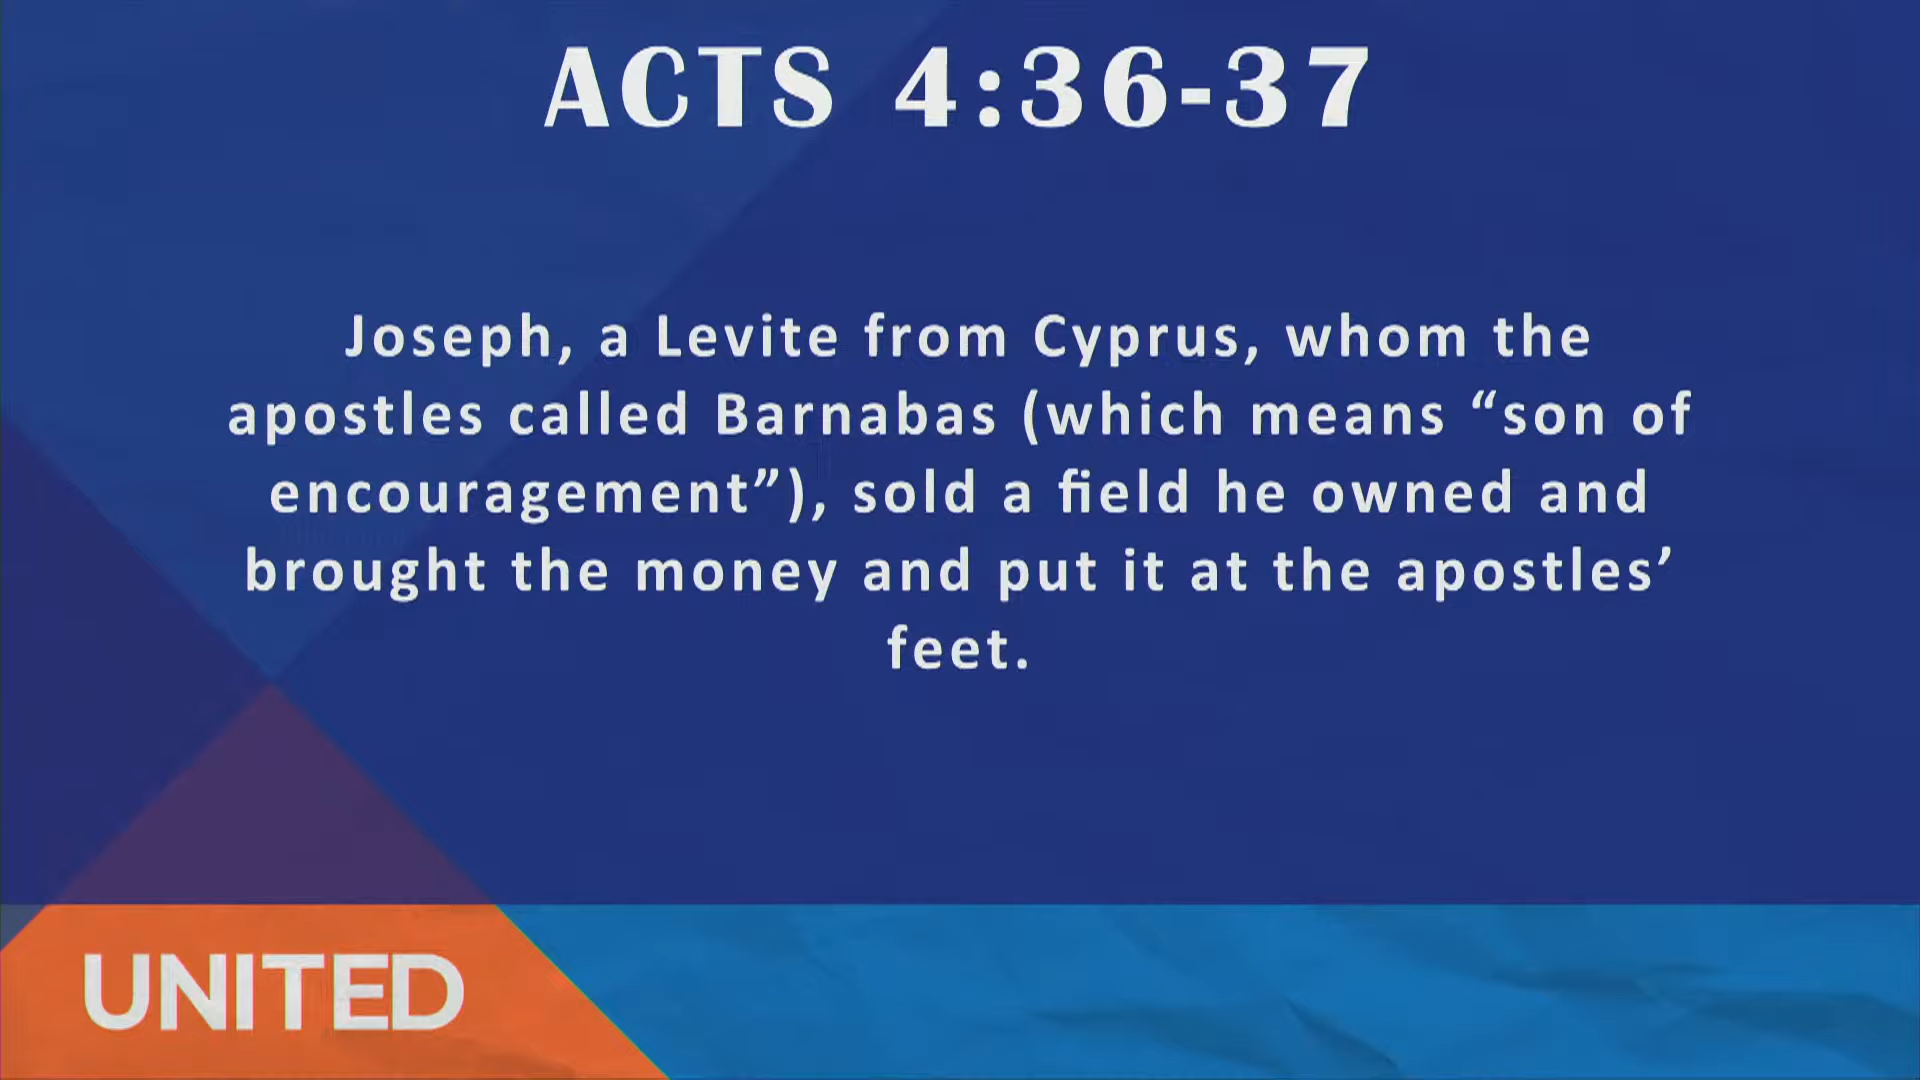 ACTS 4:36-37
Joseph, a Levite from Cyprus, whom the
apostles called Barnabas (which means “son of
encouragement”), sold a field he owned and
brought the money and put it at the apostles’
feet.
UNITED